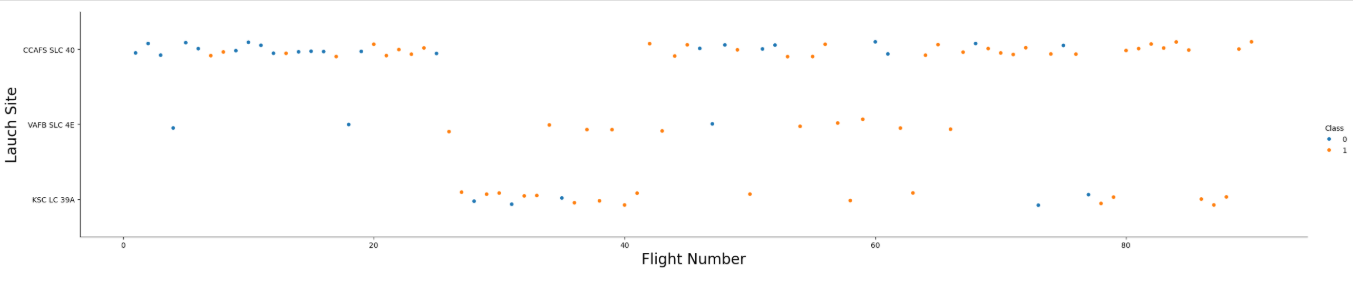 CCAFS SLC 40
VAFB SLC 4E
KSC LC 39A
Lauch Site
0 20 40 60 80
Flight Number
Class
0
1